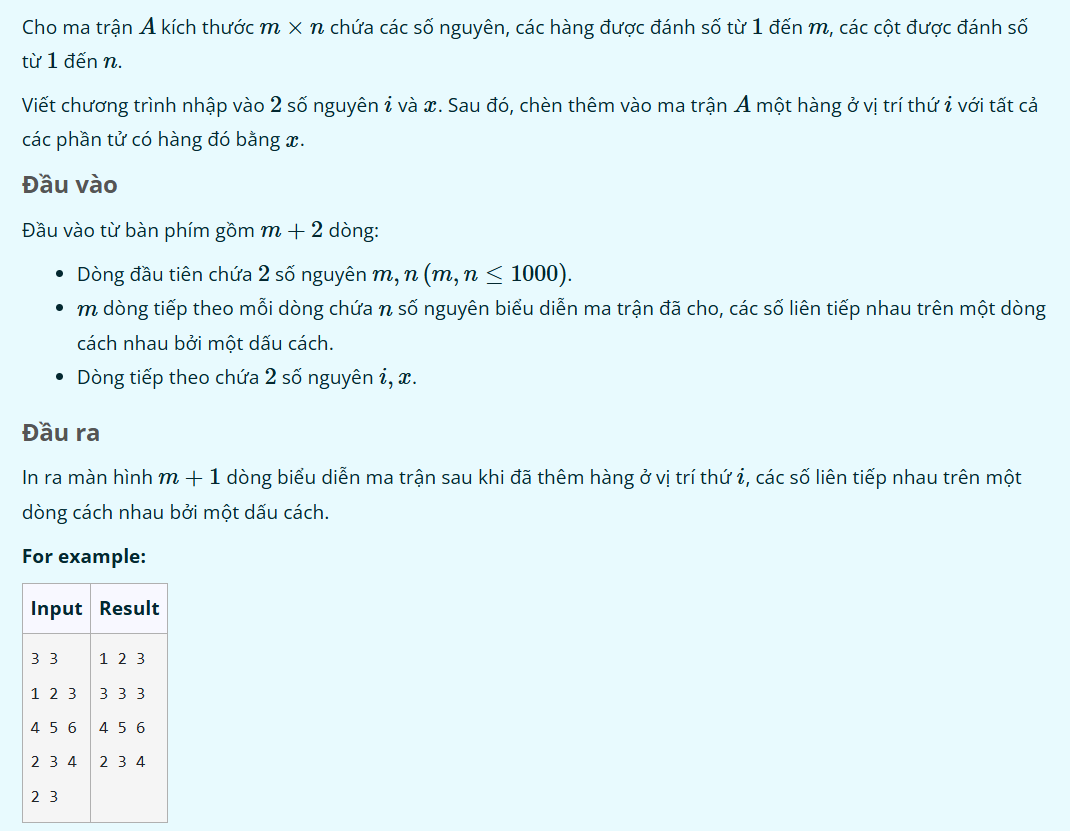 Cho ma trận A kích thước m × n chứa các số nguyên, các hàng được đánh số từ 1 đến m, các cột được đánh số
từ 1 đến n.
Viết chương trình nhập vào 2 số nguyên i và x. Sau đó, chèn thêm vào ma trận A một hàng ở vị trí thứ i với tất cả
các phần tử có hàng đó bằng x.
Đầu vào
Đầu vào từ bàn phím gồm m + 2 dòng:
• Dòng đầu tiên chứa 2 số nguyên m, n (m, n ≤ 1000).
• m dòng tiếp theo mỗi dòng chứa n số nguyên biểu diễn ma trận đã cho, các số liên tiếp nhau trên một dòng
cách nhau bởi một dấu cách.
• Dòng tiếp theo chứa 2 số nguyên i, x.
Đầu ra
In ra màn hình m + 1 dòng biểu diễn ma trận sau khi đã thêm hàng ở vị trí thứ i, các số liên tiếp nhau trên một
dòng cách nhau bởi một dấu cách.
For example:
Input Result
3 3 1 2 3
1 2 3 3 3 3
4 5 6 4 5 6
2 3 4 2 3 4
2 3